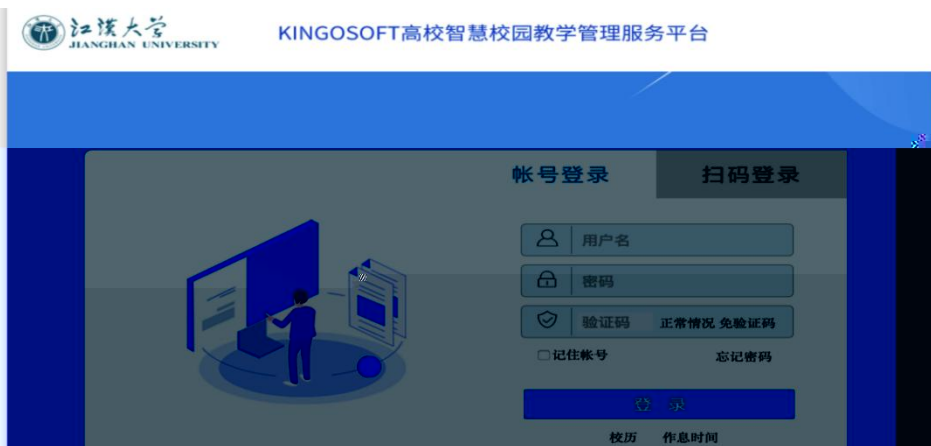 江漢大学
JIANGHAN UNIVERSITY
KINGOSOFT高校智慧校园教学管理服务平台
帐号登录 扫码登录
用户名
密码
验证码 正常情况 免验证码
记住帐号 忘记密码
登 录
校历 作息时间